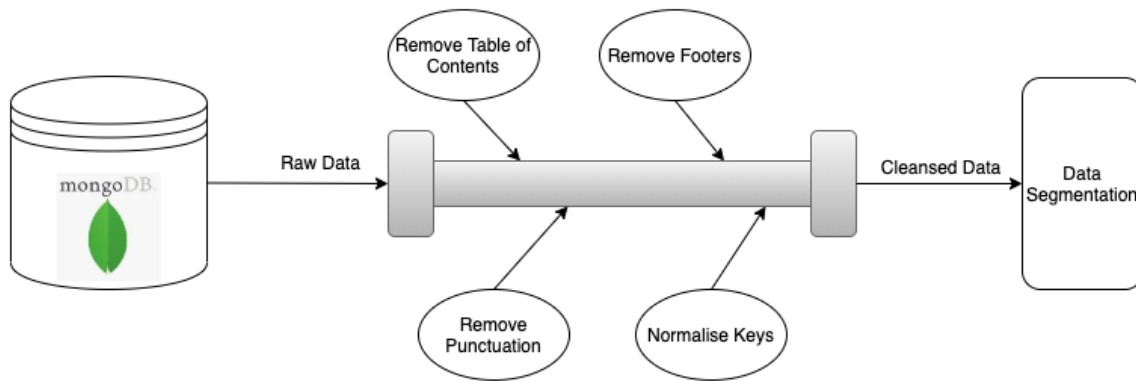 Remove Table of
Contents
Remove Footers
Raw Data
Cleansed Data
mongoDB.
Data
Segmentation
Remove
Punctuation
Normalise Keys